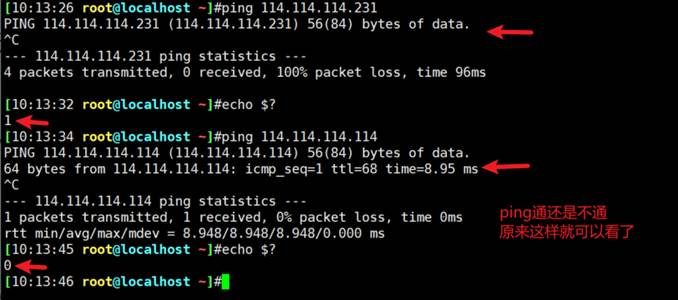 [10:13:26 root@localhost ~]#ping 114.114.114.231
PING 114.114.114.231 (114.114.114.231) 56(84) bytes of data.
^C
--- 114.114.114.231 ping statistics ---
4 packets transmitted, 0 received, 100% packet loss, time 96ms
[10:13:32 root@localhost ~]#echo $?
1
[10:13:34 root@localhost ~]#ping 114.114.114.114
PING 114.114.114.114 (114.114.114.114) 56(84) bytes of data.
64 bytes from 114.114.114.114: icmp_seq=1 ttl=68 time=8.95 ms
^C
--- 114.114.114.114 ping statistics ---
1 packets transmitted, 1 received, 0% packet loss, time 0ms
rtt min/avg/max/mdev = 8.948/8.948/8.948/0.000 ms
ping通还是不通
原来这样就可以看了
[10:13:45 root@localhost ~]#echo $?
0
[10:13:46 root@localhost ~]#